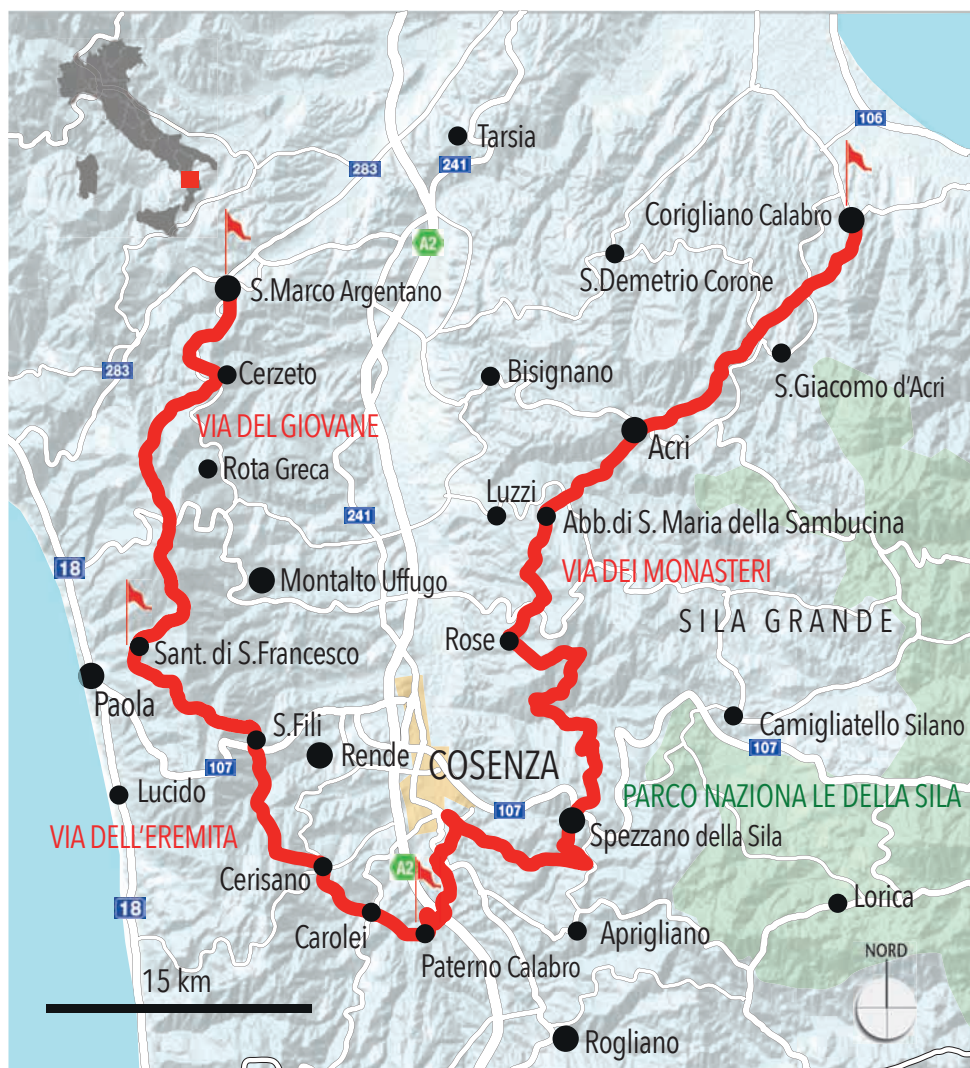 106
Tarsia
241
283
Corigliano Calabro
A2
S.Demetrio Corone
S.Marco Argentano
283
Cerzeto
Bisignano
S.Giacomo d'Acri
VIA DEL GIOVANE
Acri
Rota Greca
Luzzi
241
Abb.di S. Maria della Sambucina
18
VIA DEI MONASTERI
Montalto Uffugo
SILA GRANDE
Rose
Sant. di S.Francesco
Paola
S.Fili
Camigliatello Silano
107
Rende
COSENZA
107
Lucido
107
PARCO NAZIONA LE DELLA SILA
VIA DELL'EREMITA
Spezzano della Sila
Cerisano
A2
Lorica
18
Carolei
Aprigliano
Paterno Calabro
NORD
15 km
Rogliano